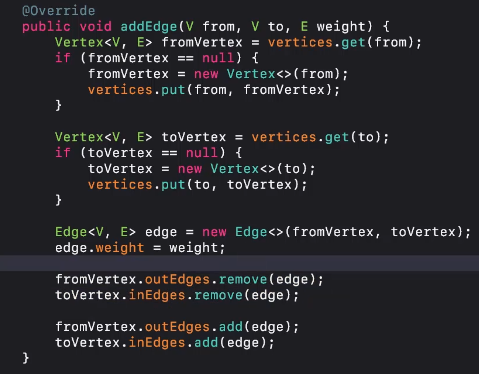 @Override
public void addEdge(V from, V to, E weight) {
    Vertex<V, E> fromVertex = vertices.get(from);
    if (fromVertex == null) {
        fromVertex = new Vertex<>(from);
        vertices.put(from, fromVertex);
    }

    Vertex<V, E> toVertex = vertices.get(to);
    if (toVertex == null) {
        toVertex = new Vertex<>(to);
        vertices.put(to, toVertex);
    }

    Edge<V, E> edge = new Edge<>(fromVertex, toVertex);
    edge.weight = weight;

    fromVertex.outEdges.remove(edge);
    toVertex.inEdges.remove(edge);

    fromVertex.outEdges.add(edge);
    toVertex.inEdges.add(edge);
}